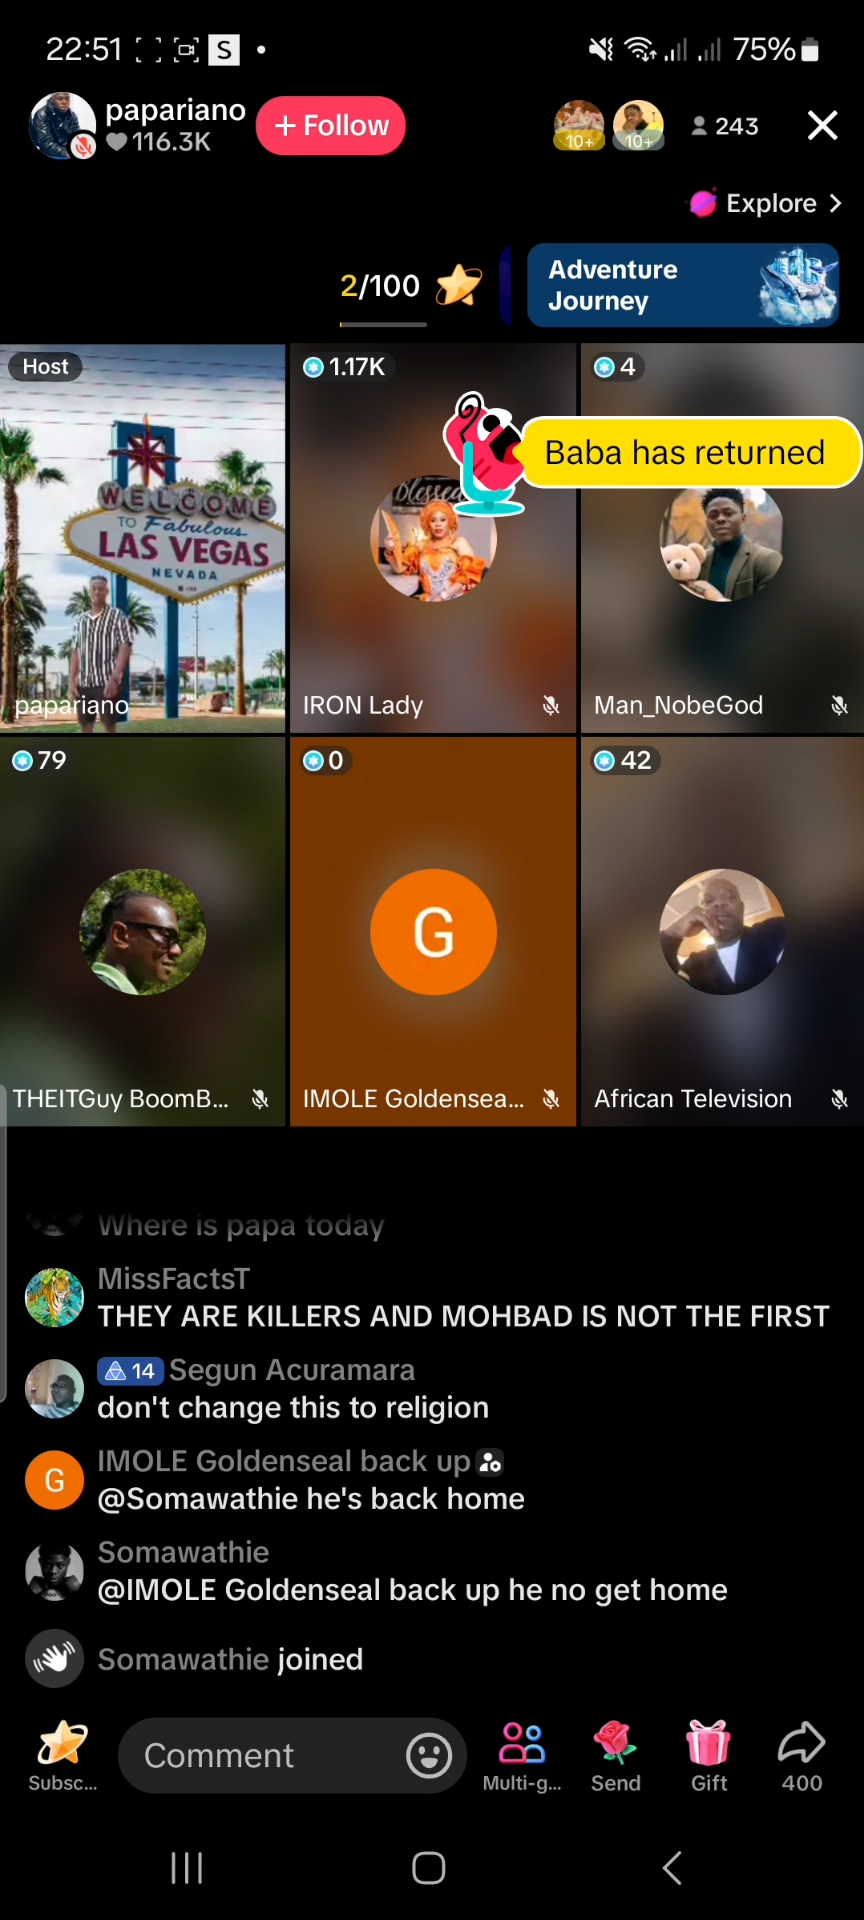 22:51 S 75%
papariano
116.3K
+ Follow
10+ 10+ 243
Explore
2/100
Adventure
Journey
Host
1.17K
4
Baba has returned
Blessed
WELCOME
TO Fabulous
LAS VEGAS
NEVADA
papariano
IRON Lady
Man_NobeGod
79
0
42
G
THEITGuy BoomB...
IMOLE Goldensea...
African Television
Where is papa today
MissFactsT
THEY ARE KILLERS AND MOHBAD IS NOT THE FIRST
14 Segun Acuramara
don't change this to religion
G
IMOLE Goldenseal back up
@Somawathie he's back home
Somawathie
@IMOLE Goldenseal back up he no get home
Somawathie joined
Comment
Subsc...
Multi-g...
Send
Gift
400